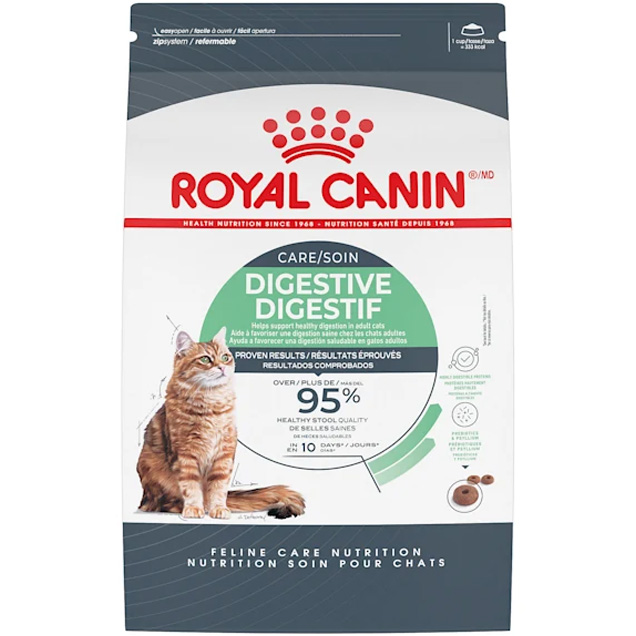 easyopen / facile à ouvrir / fácil apertura
zipsystem / refermable
1 cup/tasse/taza
= 353 kcal
ROYAL CANIN ®/MD
HEALTH NUTRITION SINCE 1968 - NUTRITION SANTÉ DEPUIS 1968
CARE/SOIN
DIGESTIVE
DIGESTIF
Helps support healthy digestion in adult cats
Aide à favoriser une digestion saine chez les chats adultes
Ayuda a favorecer una digestión saludable en gatos adultos
PROVEN RESULTS / RÉSULTATS ÉPROUVÉS
RESULTADOS COMPROBADOS
OVER / PLUS DE / MÁS DEL
95%
HEALTHY STOOL QUALITY
DE SELLES SAINES
DE HECES SALUDABLES
IN EN 10 DAYS* / JOURS* DÍAS*
HIGHLY DIGESTIBLE PROTEINS
PROTÉINES HAUTEMENT
DIGESTIBLES
PREBIOTICS
& PSYLLIUM
PRÉBIOTIQUES
ET PSYLLIUM
PREBIÓTICOS
Y PSYLLIUM
FELINE CARE NUTRITION
NUTRITION SOIN POUR CHATS